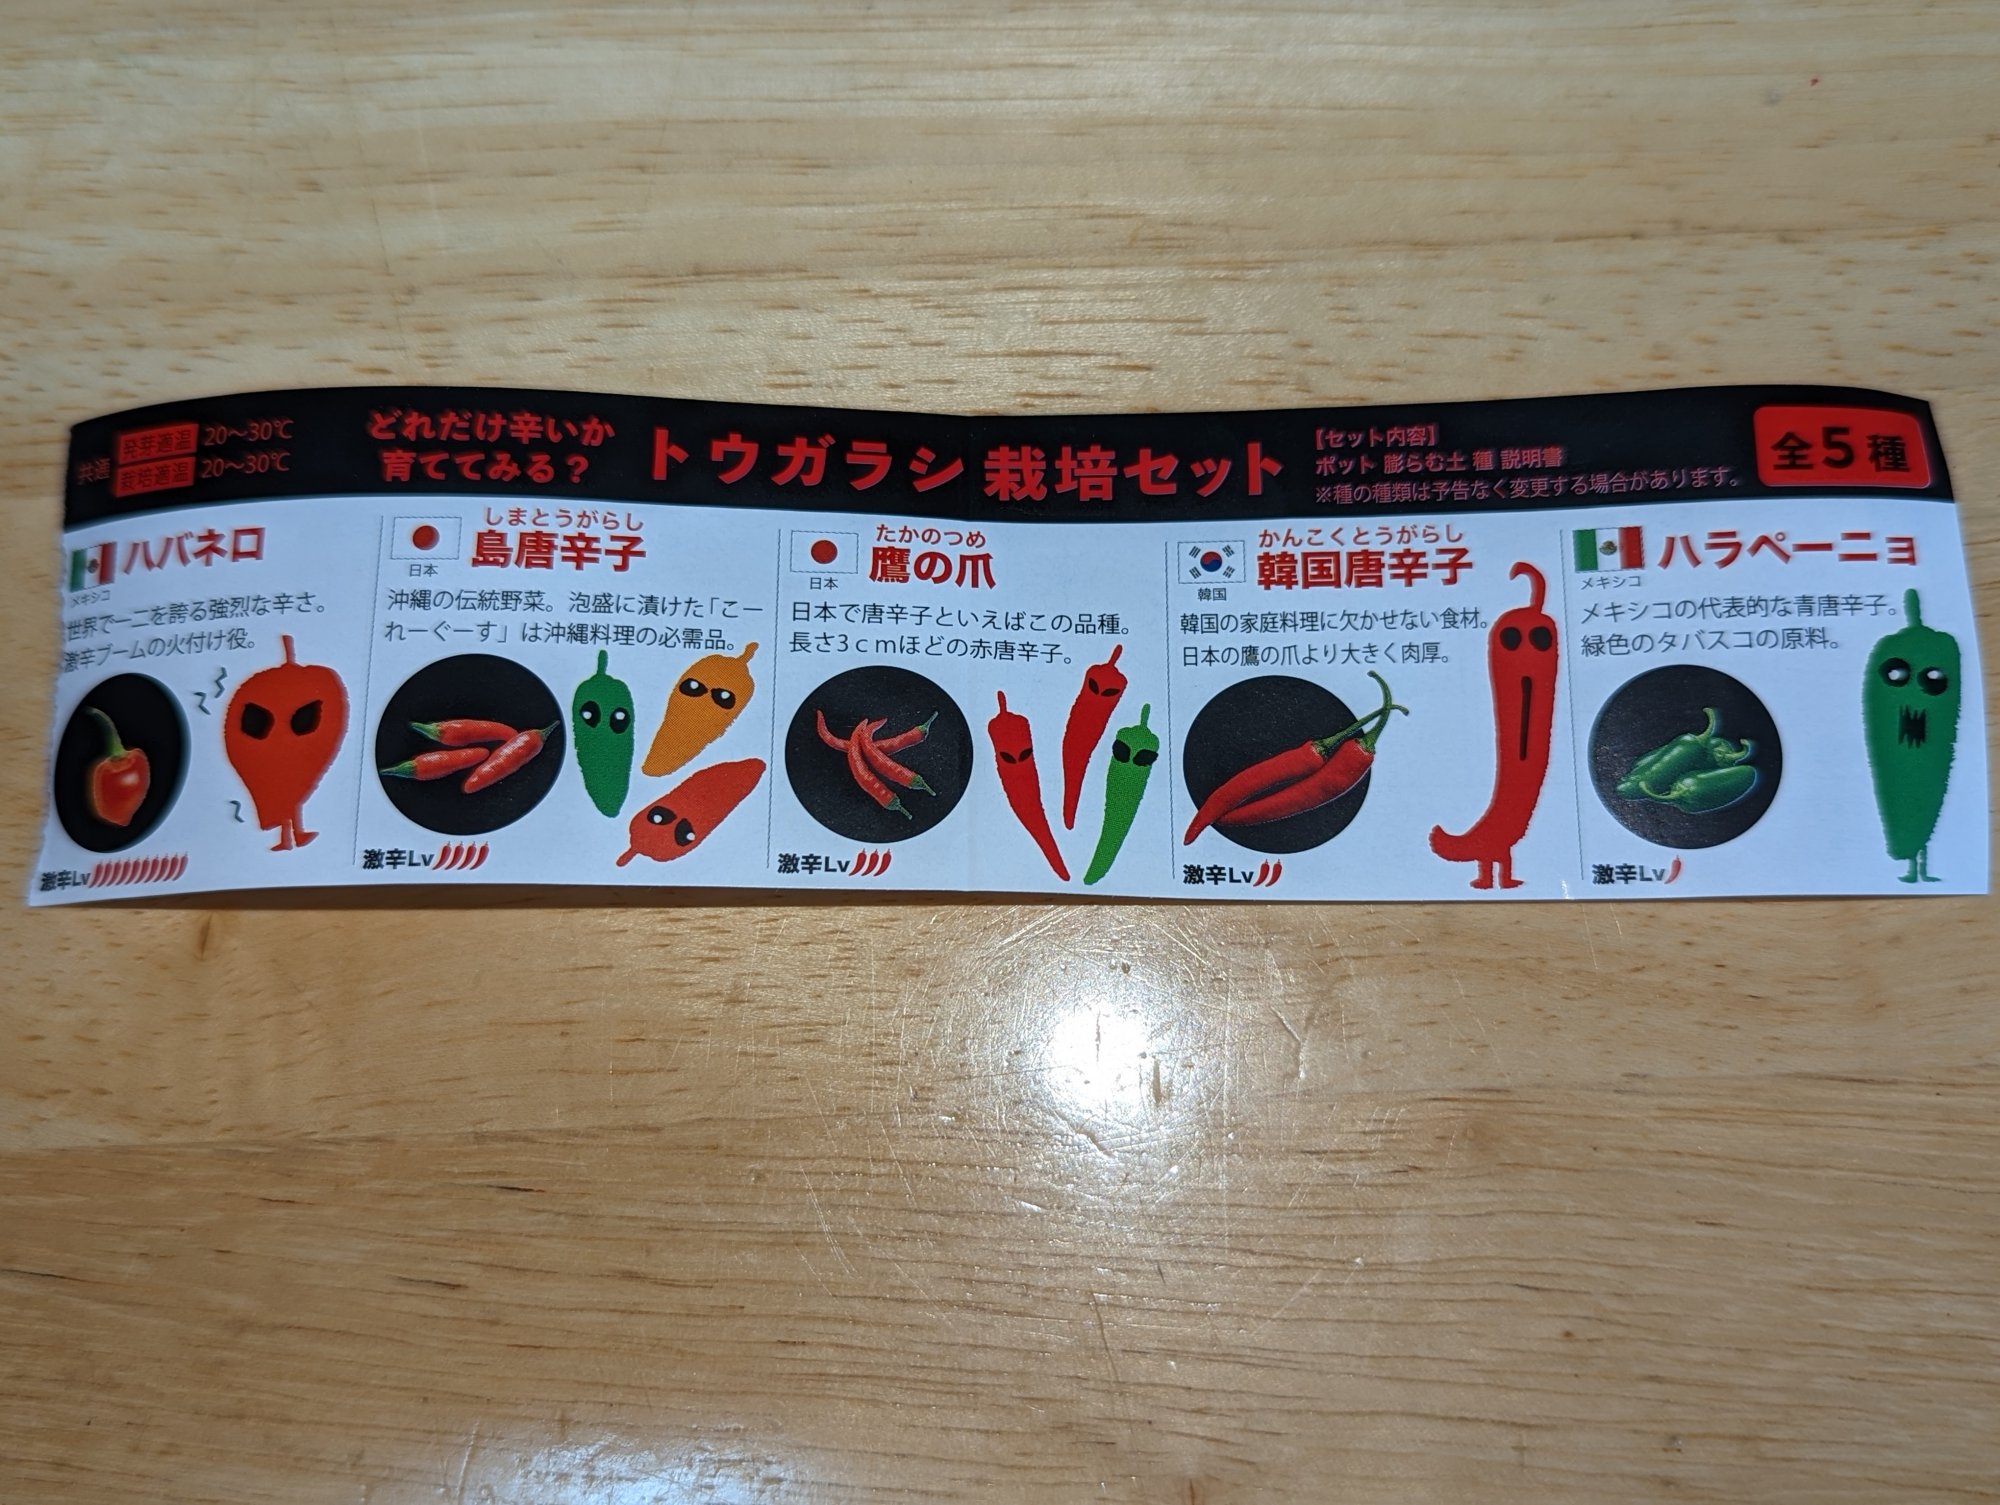 共通 発芽適温 20〜30℃
栽培適温 20〜30℃
どれだけ辛いか
育ててみる？
トウガラシ 栽培セット
【セット内容】
ポット 膨らむ土 種 説明書
※種の種類は予告なく変更する場合があります。
全5種
メキシコ
ハバネロ
世界で一二を誇る強烈な辛さ。
激辛ブームの火付け役。
激辛Lv
日本
しまとうがらし
島唐辛子
沖縄の伝統野菜。泡盛に漬けた「こー
れーぐーす」は沖縄料理の必需品。
激辛Lv
日本
たかのつめ
鷹の爪
日本で唐辛子といえばこの品種。
長さ3cmほどの赤唐辛子。
激辛Lv
韓国
かんこくとうがらし
韓国唐辛子
韓国の家庭料理に欠かせない食材。
日本の鷹の爪より大きく肉厚。
激辛Lv
メキシコ
ハラペーニョ
メキシコの代表的な青唐辛子。
緑色のタバスコの原料。
激辛Lv